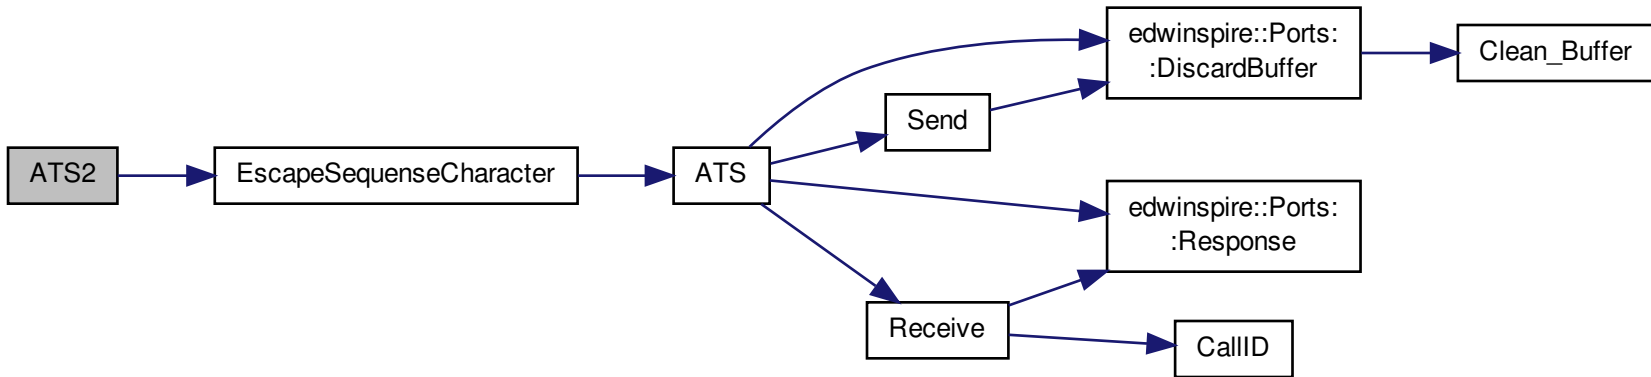 ATS2
EscapeSequenseCharacter
ATS
Send
Receive
edwinspire::Ports:
:DiscardBuffer
edwinspire::Ports:
:Response
CallID
Clean_Buffer